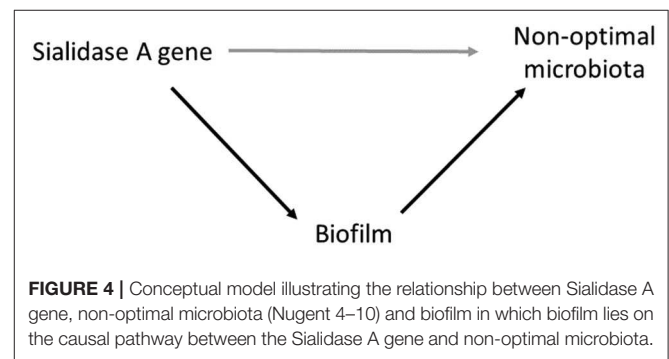 Sialidase A gene
Non-optimal
microbiota
Biofilm
FIGURE 4 | Conceptual model illustrating the relationship between Sialidase A
gene, non-optimal microbiota (Nugent 4–10) and biofilm in which biofilm lies on
the causal pathway between the Sialidase A gene and non-optimal microbiota.